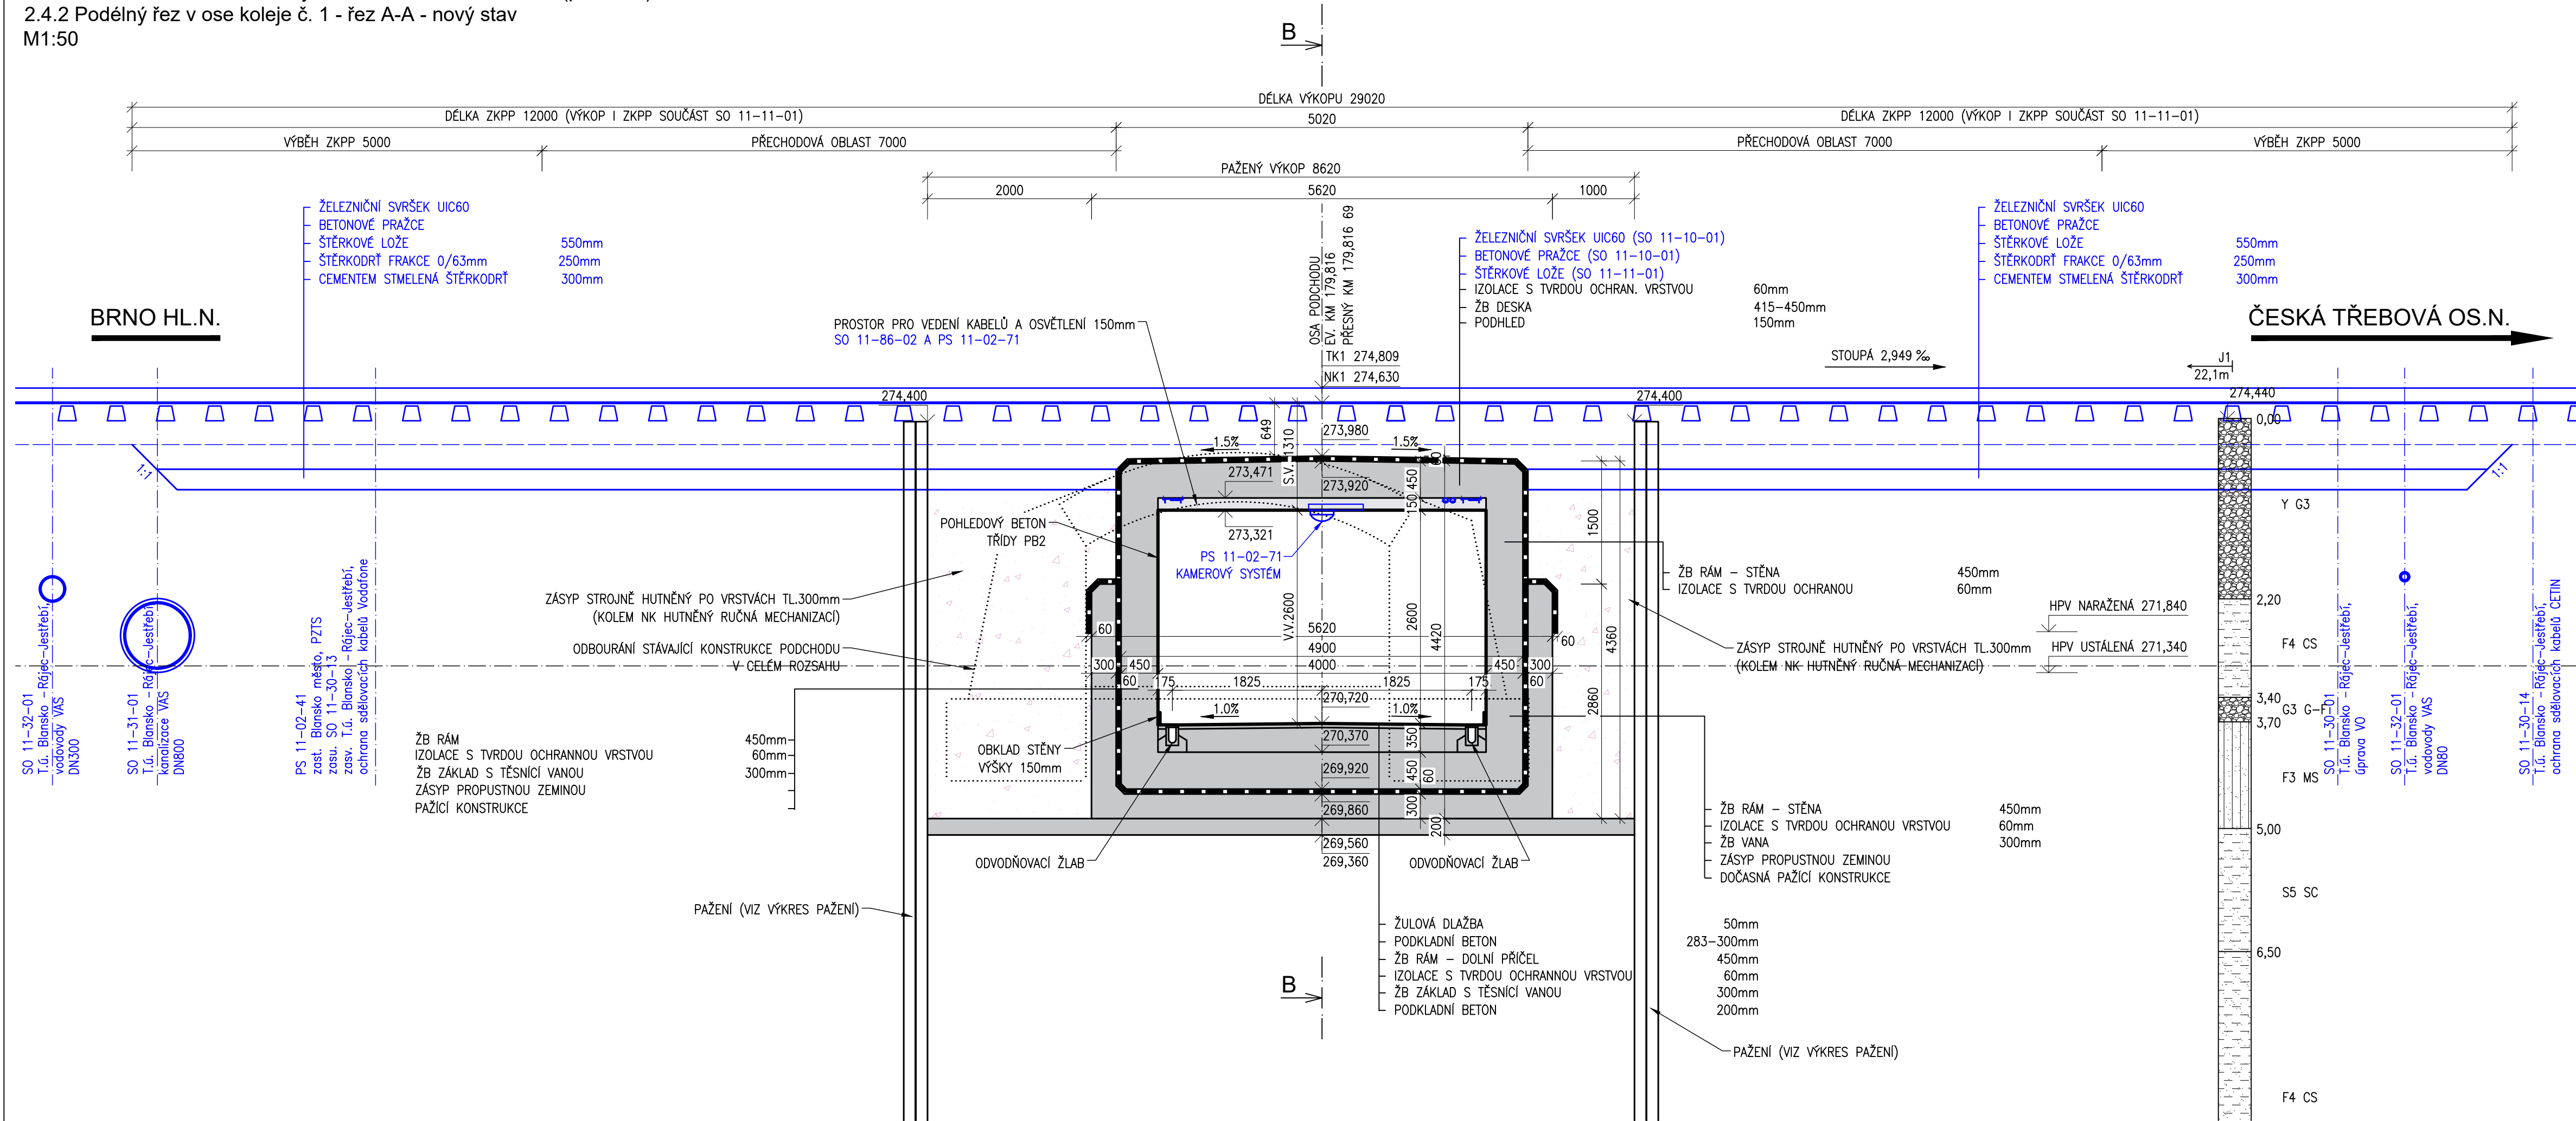 2.4.2 Podélný řez v ose koleje č. 1 - řez A-A - nový stav
M1:50
B
DÉLKA VÝKOPU 29020
DÉLKA ZKPP 12000 (VÝKOP I ZKPP SOUČÁST SO 11-11-01)
5020
DÉLKA ZKPP 12000 (VÝKOP I ZKPP SOUČÁST SO 11-11-01)
VÝBĚH ZKPP 5000
PŘECHODOVÁ OBLAST 7000
PŘECHODOVÁ OBLAST 7000
VÝBĚH ZKPP 5000
PAŽENÝ VÝKOP 8620
2000
5620
1000
ŽELEZNIČNÍ SVRŠEK UIC60
BETONOVÉ PRAŽCE
ŠTĚRKOVÉ LOŽE 550mm
ŠTĚRKODRŤ FRAKCE 0/63mm 250mm
CEMENTEM STMELENÁ ŠTĚRKODRŤ 300mm
OSA PODCHODU
EV. KM 179,816
PŘESNÝ KM 179,816 69
ŽELEZNIČNÍ SVRŠEK UIC60 (SO 11-10-01)
BETONOVÉ PRAŽCE (SO 11-10-01)
ŠTĚRKOVÉ LOŽE (SO 11-11-01)
IZOLACE S TVRDOU OCHRAN. VRSTVOU 60mm
ŽB DESKA 415-450mm
PODHLED 150mm
ŽELEZNIČNÍ SVRŠEK UIC60
BETONOVÉ PRAŽCE
ŠTĚRKOVÉ LOŽE 550mm
ŠTĚRKODRŤ FRAKCE 0/63mm 250mm
CEMENTEM STMELENÁ ŠTĚRKODRŤ 300mm
BRNO HL.N.
ČESKÁ TŘEBOVÁ OS.N.
PROSTOR PRO VEDENÍ KABELŮ A OSVĚTLENÍ 150mm
SO 11-86-02 A PS 11-02-71
TK1 274,809
NK1 274,630
STOUPÁ 2,949 ‰
J1
22,1m
274,400
274,400
274,440
0,00
649
S.V. 1310
273,980
1.5%
1.5%
60
273,471
273,920
450
150
273,321
1500
Y G3
POHLEDOVÝ BETON
TŘÍDY PB2
PS 11-02-71
KAMEROVÝ SYSTÉM
ŽB RÁM - STĚNA 450mm
IZOLACE S TVRDOU OCHRANOU 60mm
ZÁSYP STROJNĚ HUTNĚNÝ PO VRSTVÁCH TL.300mm
(KOLEM NK HUTNĚNÝ RUČNÁ MECHANIZACÍ)
V.V.2600
2600
4420
4360
2860
HPV NARAŽENÁ 271,840
HPV USTÁLENÁ 271,340
2,20
F4 CS
60
5620
60
4900
300
450
4000
450
300
60
75
1825
1825
175
60
ODBOURÁNÍ STÁVAJÍCÍ KONSTRUKCE PODCHODU
V CELÉM ROZSAHU
ZÁSYP STROJNĚ HUTNĚNÝ PO VRSTVÁCH TL.300mm
(KOLEM NK HUTNĚNÝ RUČNÁ MECHANIZACÍ)
270,720
1.0%
1.0%
3,40
G3 G-F
3,70
270,370
350
269,920
450
60
269,860
300
200
269,560
269,360
ŽB RÁM 450mm
IZOLACE S TVRDOU OCHRANNOU VRSTVOU 60mm
ŽB ZÁKLAD S TĚSNÍCÍ VANOU 300mm
ZÁSYP PROPUSTNOU ZEMINOU
PAŽÍCÍ KONSTRUKCE
OBKLAD STĚNY
VÝŠKY 150mm
ODVODŇOVACÍ ŽLAB
ODVODŇOVACÍ ŽLAB
ŽB RÁM - STĚNA 450mm
IZOLACE S TVRDOU OCHRANOU VRSTVOU 60mm
ŽB VANA 300mm
ZÁSYP PROPUSTNOU ZEMINOU
DOČASNÁ PAŽÍCÍ KONSTRUKCE
F3 MS
5,00
S5 SC
6,50
F4 CS
PAŽENÍ (VIZ VÝKRES PAŽENÍ)
ŽULOVÁ DLAŽBA 50mm
PODKLADNÍ BETON 283-300mm
ŽB RÁM - DOLNÍ PŘÍČEL 450mm
IZOLACE S TVRDOU OCHRANNOU VRSTVOU 60mm
ŽB ZÁKLAD S TĚSNÍCÍ VANOU 300mm
PODKLADNÍ BETON 200mm
PAŽENÍ (VIZ VÝKRES PAŽENÍ)
B
1:1
1:1
SO 11-32-01
T.ú. Blansko - Rájec-Jestřebí,
vodovody VAS
DN300
SO 11-31-01
T.ú. Blansko - Rájec-Jestřebí,
kanalizace VAS
DN800
PS 11-02-41
zast. Blansko město, PZTS
zasu. SO 11-30-13
zasv. T.ú. Blansko - Rájec-Jestřebí,
ochrana sdělovacích kabelů Vodafone
SO 11-30-01
T.ú. Blansko - Rájec-Jestřebí,
úprava VO
SO 11-32-01
T.ú. Blansko - Rájec-Jestřebí,
vodovody VAS
DN80
SO 11-30-14
T.ú. Blansko - Rájec-Jestřebí,
ochrana sdělovacích kabelů CETIN